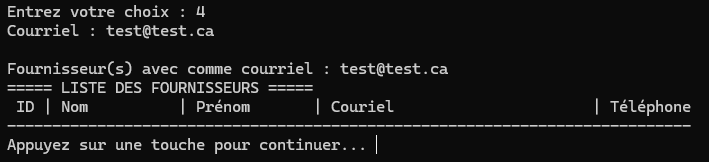 Entrez votre choix : 4
Courriel : test@test.ca
Fournisseur(s) avec comme courriel : test@test.ca
===== LISTE DES FOURNISSEURS =====
ID | Nom | Prénom | Couriel | Téléphone
----------------------------------------------------------------------------
Appuyez sur une touche pour continuer...